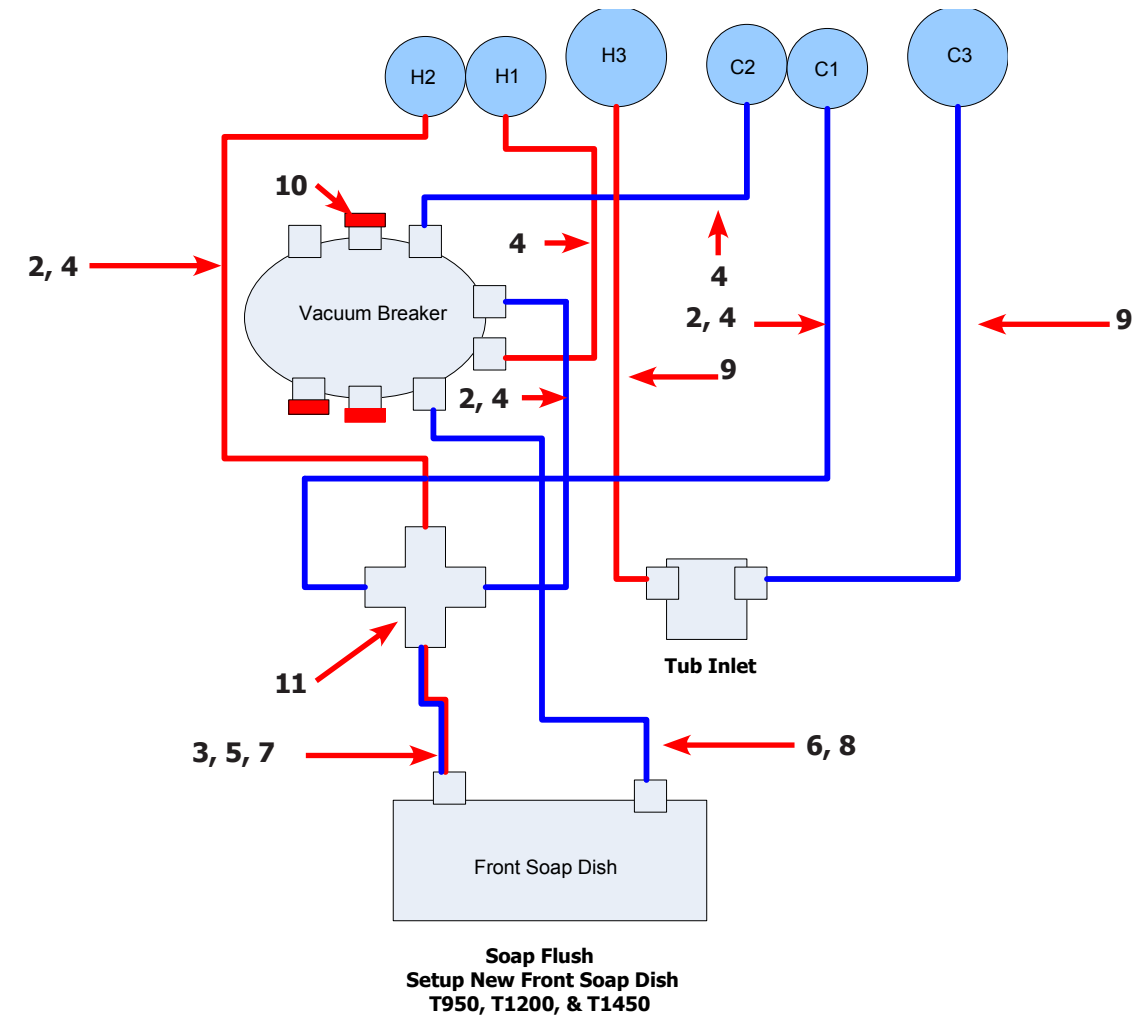 H2
H1
H3
C2
C1
C3
10
4
2, 4
4
Vacuum Breaker
2, 4
9
9
2, 4
11
Tub Inlet
3, 5, 7
6, 8
Front Soap Dish
Soap Flush
Setup New Front Soap Dish
T950, T1200, & T1450